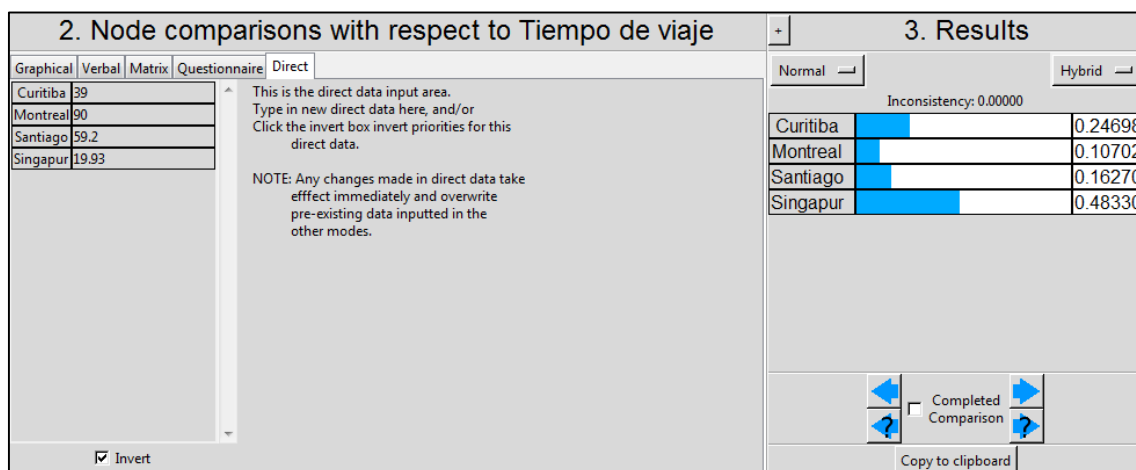 2. Node comparisons with respect to Tiempo de viaje
Graphical Verbal Matrix Questionnaire Direct
Curitiba 39
Montreal 90
Santiago 59.2
Singapur 19.93
This is the direct data input area.
Type in new direct data here, and/or
Click the invert box invert priorities for this
direct data.
NOTE: Any changes made in direct data take
efffect immediately and overwrite
pre-existing data inputted in the
other modes.
Invert
+ 3. Results
Normal Hybrid
Inconsistency: 0.00000
Curitiba 0.24698
Montreal 0.10702
Santiago 0.16270
Singapur 0.48330
Completed
Comparison
? ?
Copy to clipboard